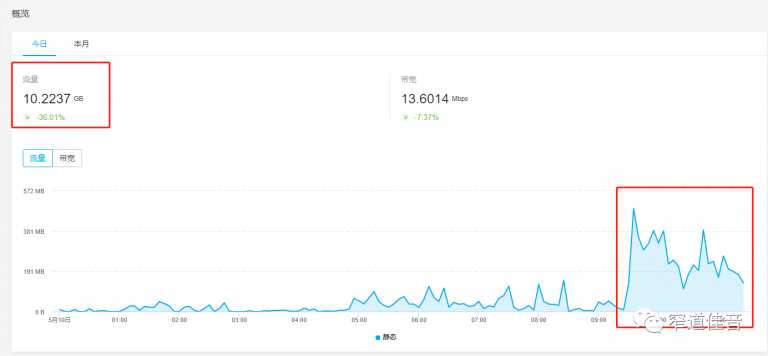 概览
今日 本月
流量 带宽
10.2237 GB 13.6014 Mbps
-36.01% -7.37%
流量 带宽
572 MB
381 MB
191 MB
0 B
5月10日 01:00 02:00 03:00 04:00 05:00 06:00 07:00 08:00 09:00
窄道佳音
静态